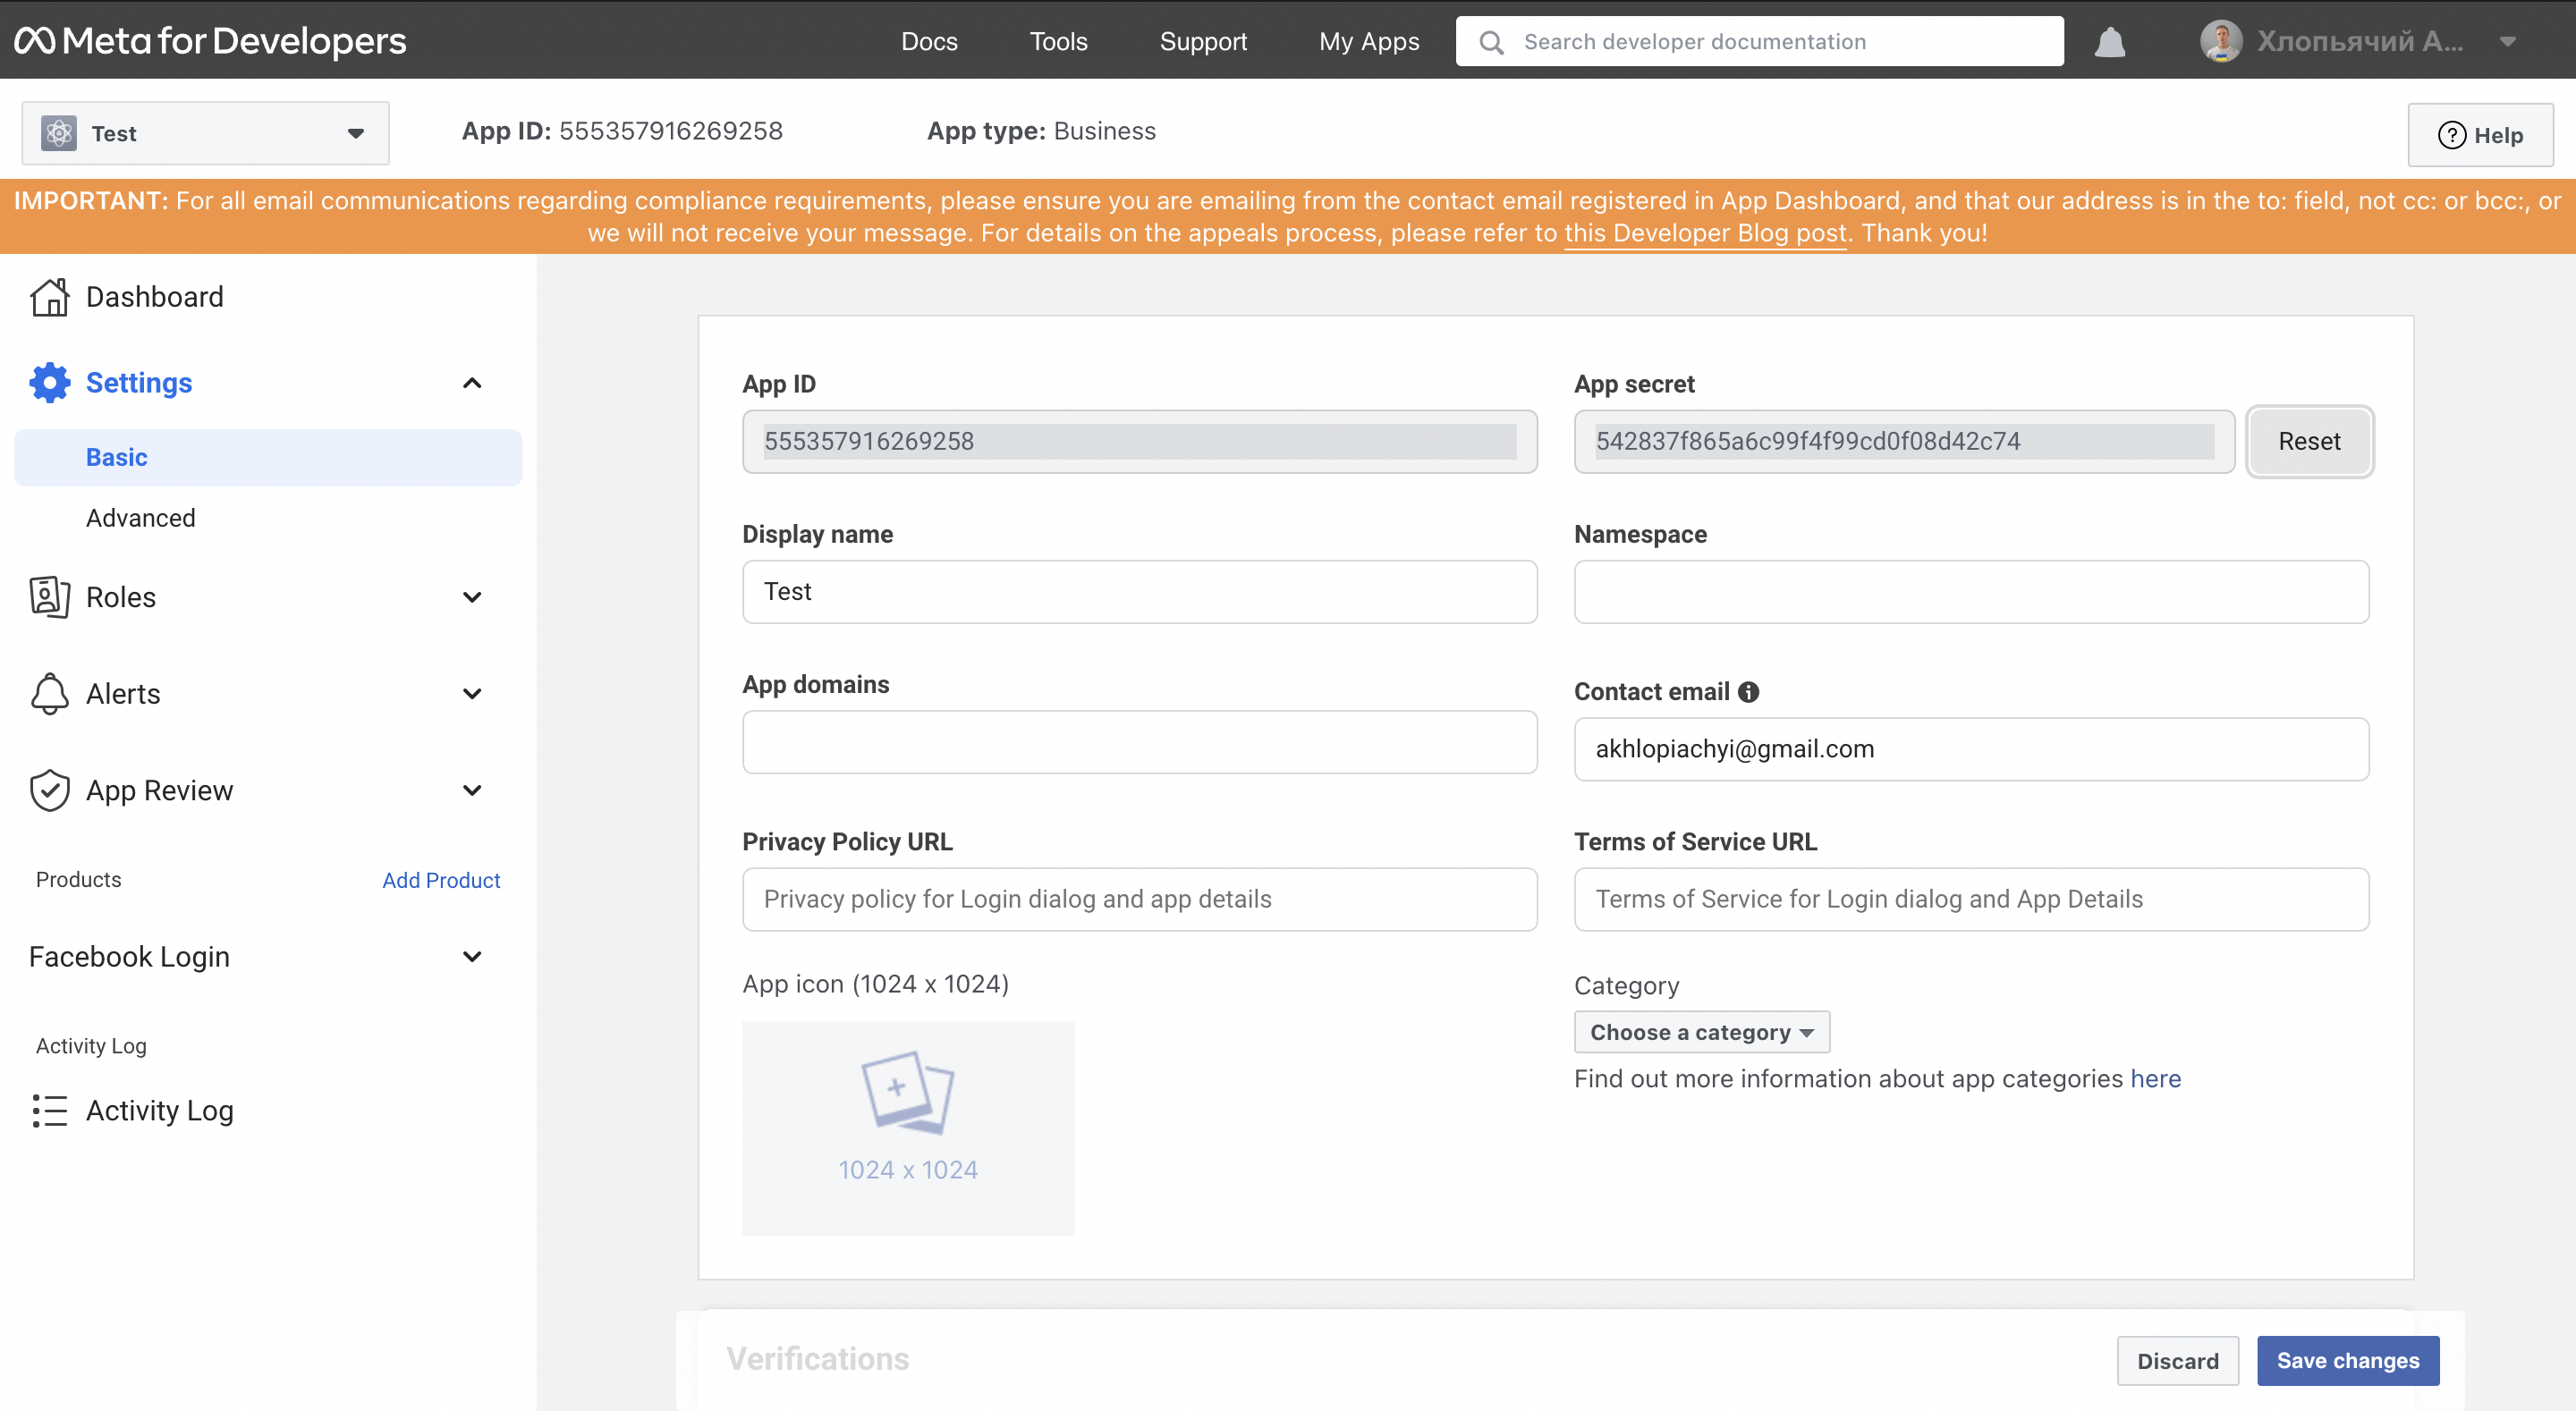 Meta for Developers
Docs Tools Support My Apps Search developer documentation Хлопьячий А...
Test App ID: 555357916269258 App type: Business Help
IMPORTANT: For all email communications regarding compliance requirements, please ensure you are emailing from the contact email registered in App Dashboard, and that our address is in the to: field, not cc: or bcc:, or
we will not receive your message. For details on the appeals process, please refer to this Developer Blog post. Thank you!
Dashboard
Settings
Basic
Advanced
Roles
Alerts
App Review
Products Add Product
Facebook Login
Activity Log
Activity Log
App ID
555357916269258
App secret
542837f865a6c99f4f99cd0f08d42c74
Reset
Display name
Test
Namespace
App domains
Contact email
akhlopiachyi@gmail.com
Privacy Policy URL
Privacy policy for Login dialog and app details
Terms of Service URL
Terms of Service for Login dialog and App Details
App icon (1024 x 1024)
1024 x 1024
Category
Choose a category
Find out more information about app categories here
Verifications
Discard
Save changes